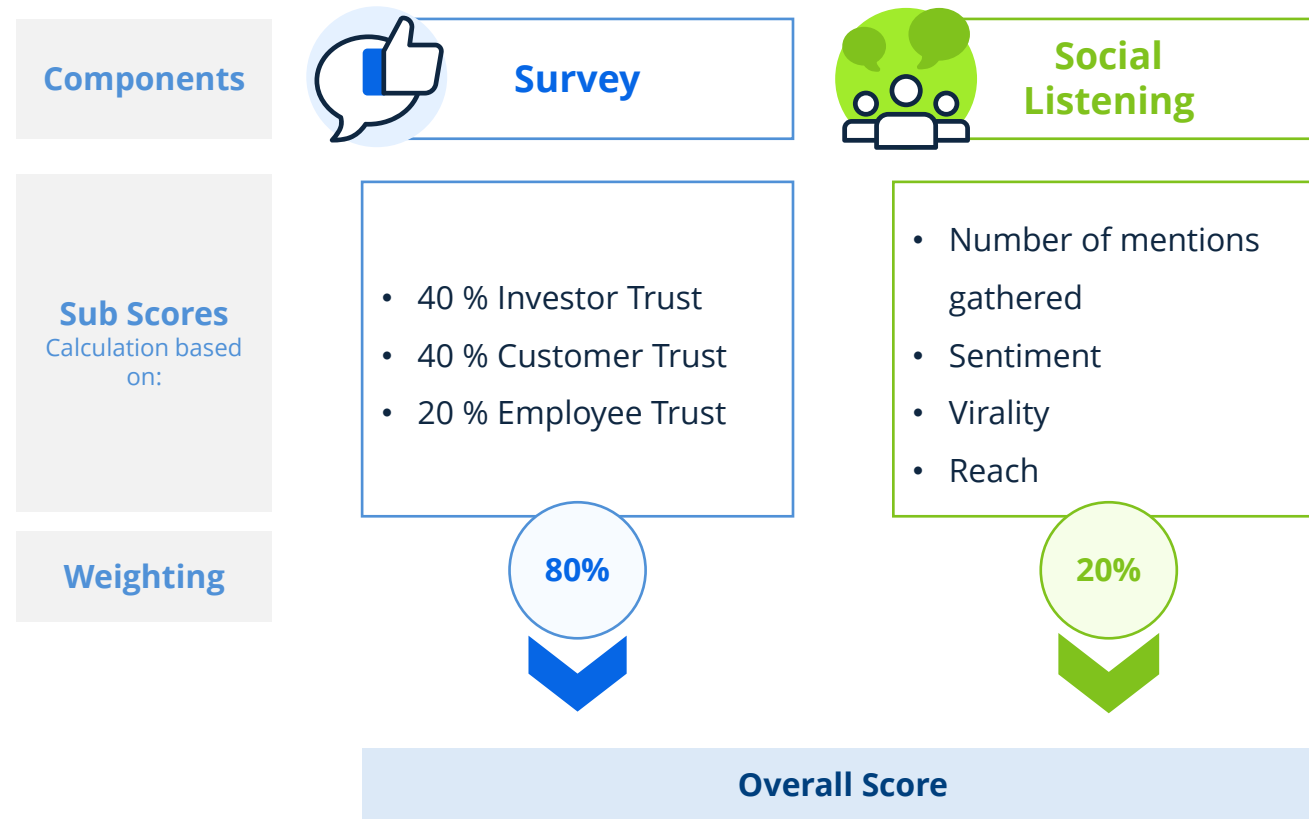 Components
Survey
Social
Listening
Sub Scores
Calculation based
on:
• 40 % Investor Trust
• 40 % Customer Trust
• 20 % Employee Trust
• Number of mentions
gathered
• Sentiment
• Virality
• Reach
Weighting
80%
20%
Overall Score